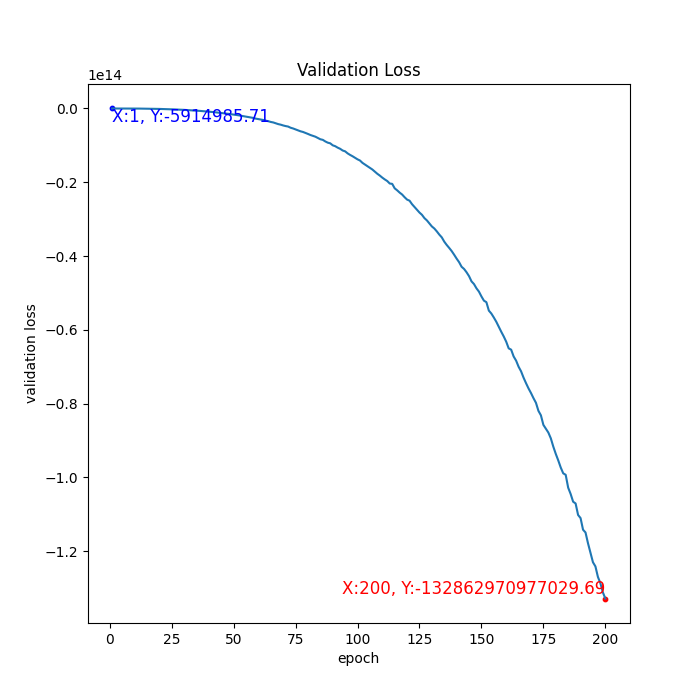 Validation Loss
1e14
0.0
X:1, Y:-5914985.71
−0.2
−0.4
−0.6
−0.8
−1.0
−1.2
X:200, Y:-132862970977029.69
validation loss
0 25 50 75 100 125 150 175 200
epoch